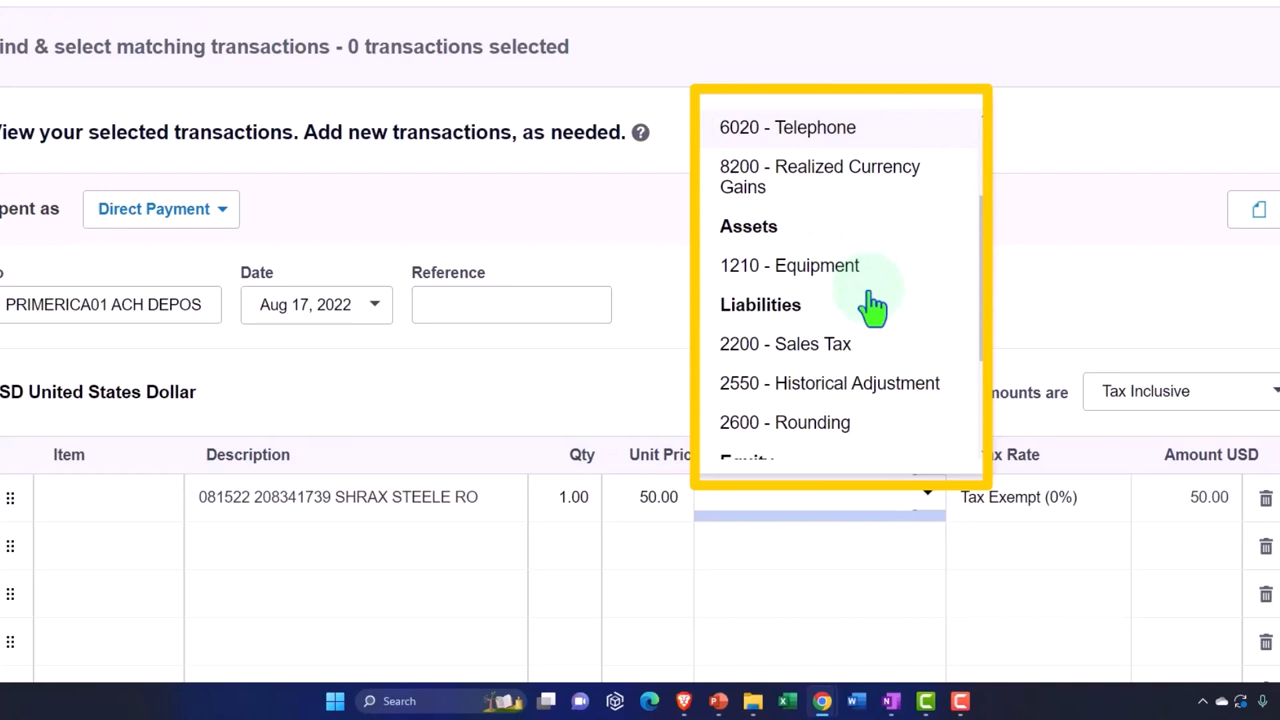 ind & select matching transactions - 0 transactions selected
View your selected transactions. Add new transactions, as needed. ?
pent as
Direct Payment
o
Date
Reference
PRIMERICA01 ACH DEPOS
Aug 17, 2022
6020 - Telephone
8200 - Realized Currency
Gains
Assets
1210 - Equipment
Liabilities
2200 - Sales Tax
2550 - Historical Adjustment
2600 - Rounding
Equity
SD United States Dollar
mounts are
Tax Inclusive
Item
Description
Qty
Unit Pric
ax Rate
Amount USD
081522 208341739 SHRAX STEELE RO
1.00
50.00
Tax Exempt (0%)
50.00
Search